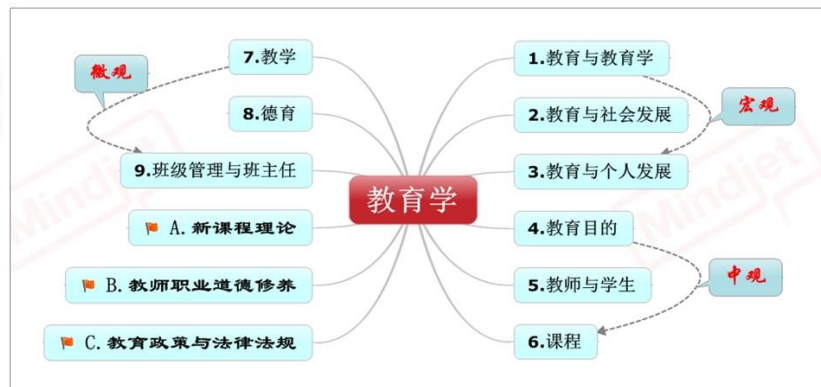 教育学
1.教育与教育学
2.教育与社会发展
3.教育与个人发展
宏观
4.教育目的
5.教师与学生
6.课程
中观
7.教学
8.德育
9.班级管理与班主任
微观
A. 新课程理论
B. 教师职业道德修养
C. 教育政策与法律法规
Mindjet
Mindjet